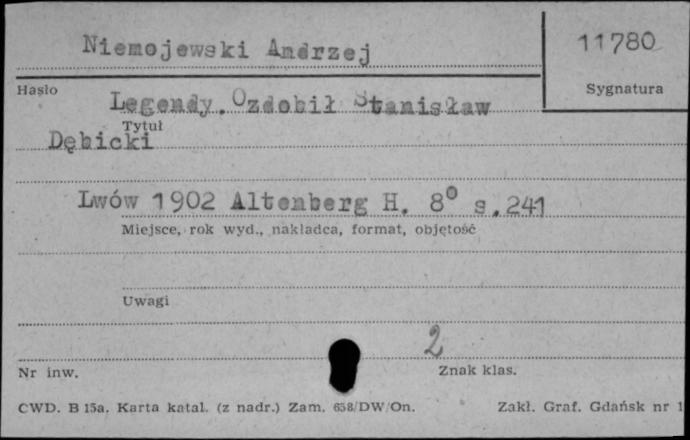 Niemojewski Andrzej
11780
Hasło
Sygnatura
Legendy. Ozdobił Stanisław
Tytuł
Dębicki
Lwów 1902 Altenberg H. 8° s. 241
Miejsce, rok wyd., nakładca, format, objętość
Uwagi
2
Nr inw.
Znak klas.
CWD. B 15a. Karta katal. (z nadr.) Zam. 658/DW/On.
Zakł. Graf. Gdańsk nr 1